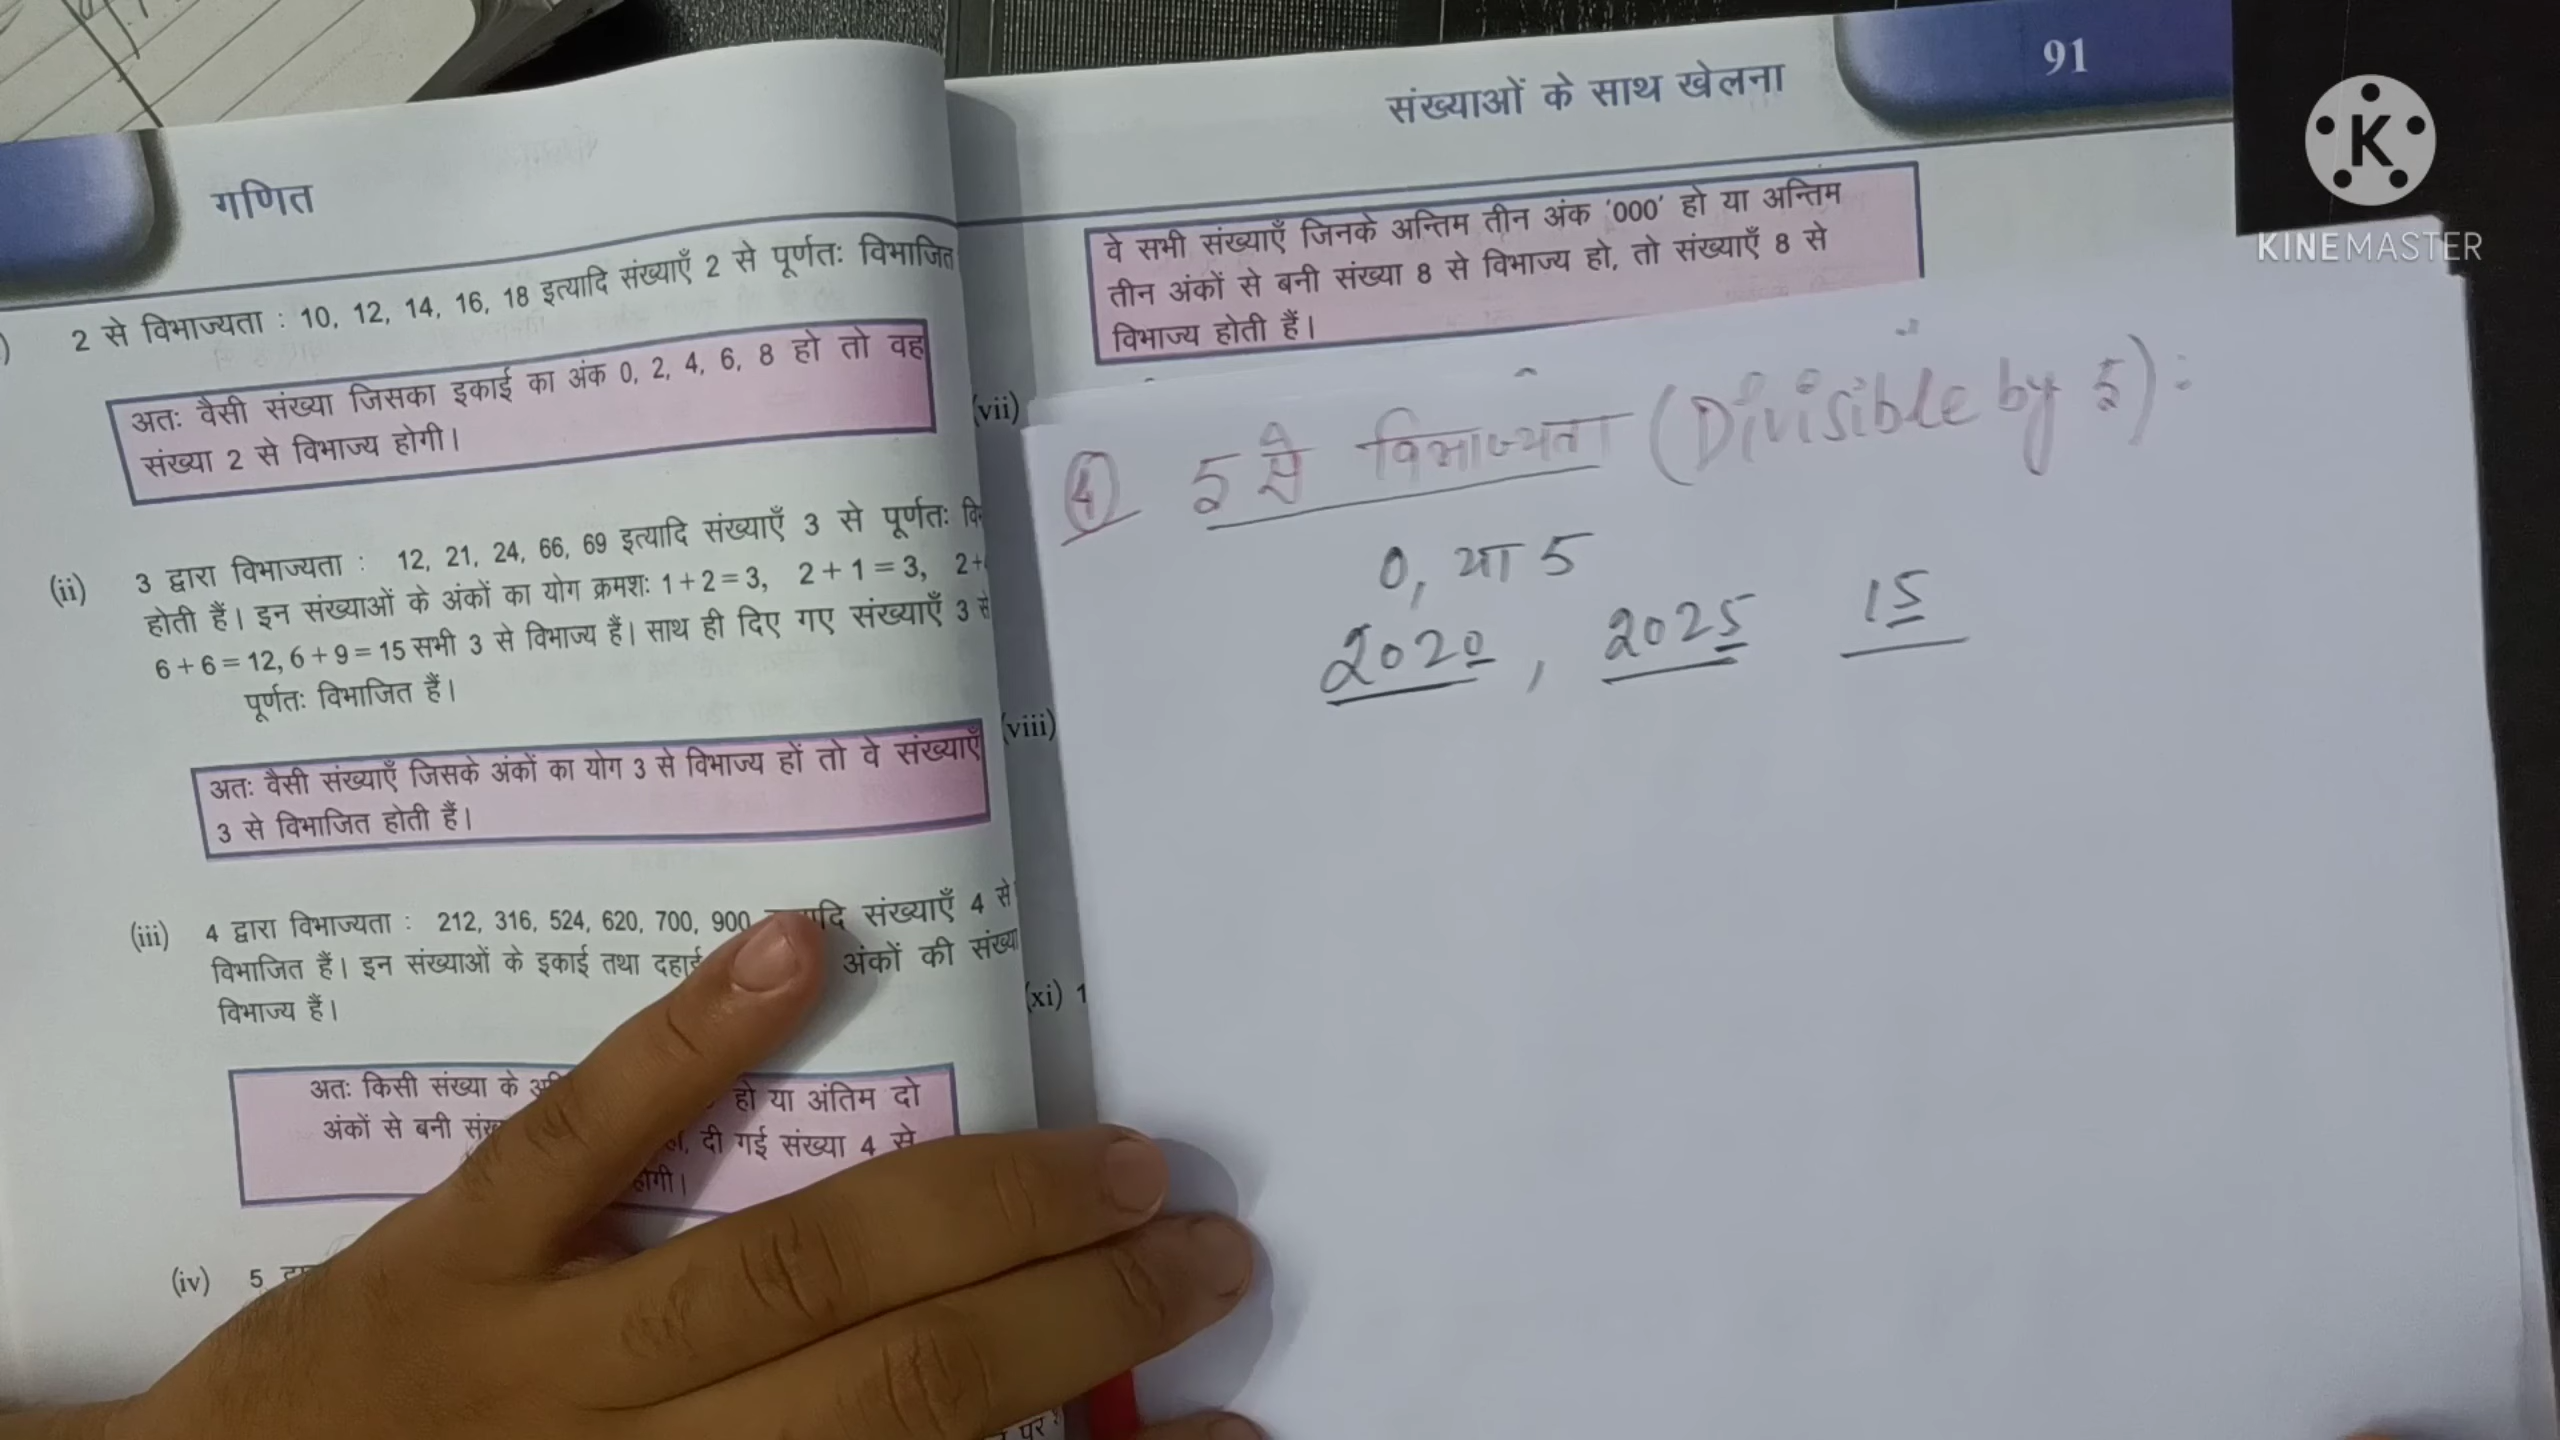 गणित
2 से विभाज्यता : 10, 12, 14, 16, 18 इत्यादि संख्याएँ 2 से पूर्णतः विभाजित
अतः वैसी संख्या जिसका इकाई का अंक 0, 2, 4, 6, 8 हो तो वह
संख्या 2 से विभाज्य होगी।
(ii) 3 द्वारा विभाज्यता : 12, 21, 24, 66, 69 इत्यादि संख्याएँ 3 से पूर्णतः
होती हैं। इन संख्याओं के अंकों का योग क्रमशः 1+2=3, 2+1=3, 2+
6+6=12, 6+9=15 सभी 3 से विभाज्य हैं। साथ ही दिए गए संख्याएँ 3 से
पूर्णतः विभाजित हैं।
अतः वैसी संख्याएँ जिसके अंकों का योग 3 से विभाज्य हों तो वे संख्याएँ
3 से विभाजित होती हैं।
(iii) 4 द्वारा विभाज्यता : 212, 316, 524, 620, 700, 900 संख्याएँ 4 से
विभाजित हैं। इन संख्याओं के इकाई तथा अंकों की संख्या
विभाज्य हैं।
अतः किसी संख्या के हो या अंतिम दो
अंकों से बनी दी गई संख्या 4 से
होगी।
(iv) 5
संख्याओं के साथ खेलना
91
वे सभी संख्याएँ जिनके अन्तिम तीन अंक '000' हो या अन्तिम
तीन अंकों से बनी संख्या 8 से विभाज्य हो, तो संख्याएँ 8 से
विभाज्य होती हैं।
(vii)
(viii)
(xi) 1
पर
④ 5 से विभाज्यता (Divisible by 5):
0, या 5
2020, 2025 15
K
KINEMASTER